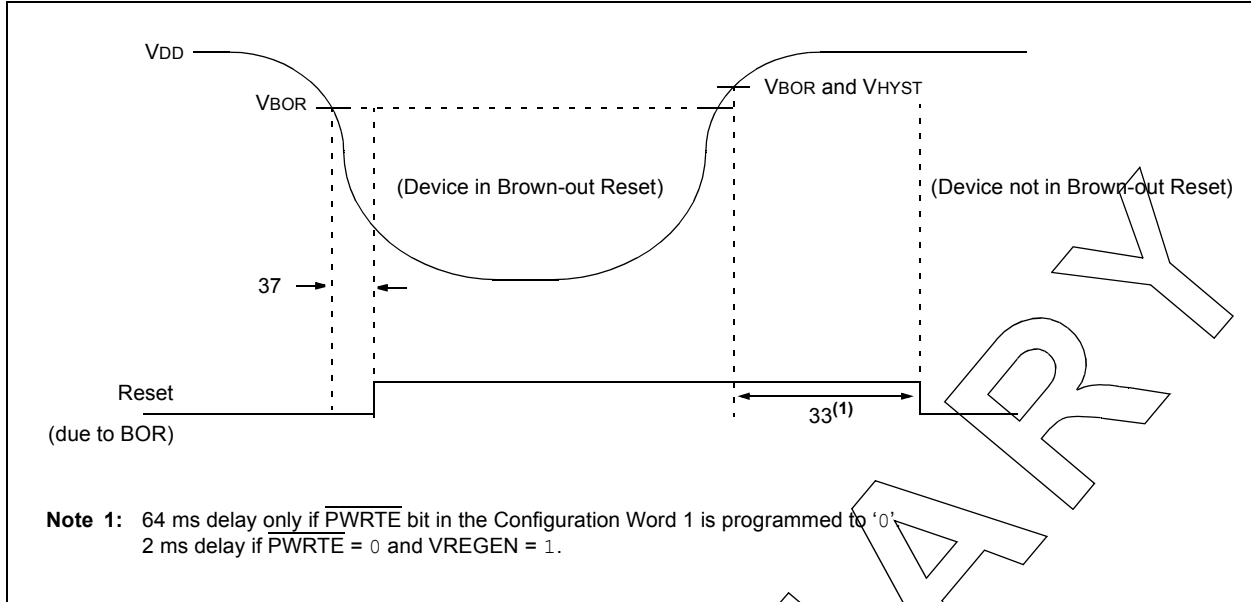 VDD
VBOR and VHYST
VBOR
(Device in Brown-out Reset)
(Device not in Brown-out Reset)
37
Reset
33(1)
(due to BOR)
Note 1: 64 ms delay only if PWRTE bit in the Configuration Word 1 is programmed to ‘0’.
2 ms delay if PWRTE = 0 and VREGEN = 1.
A R Y